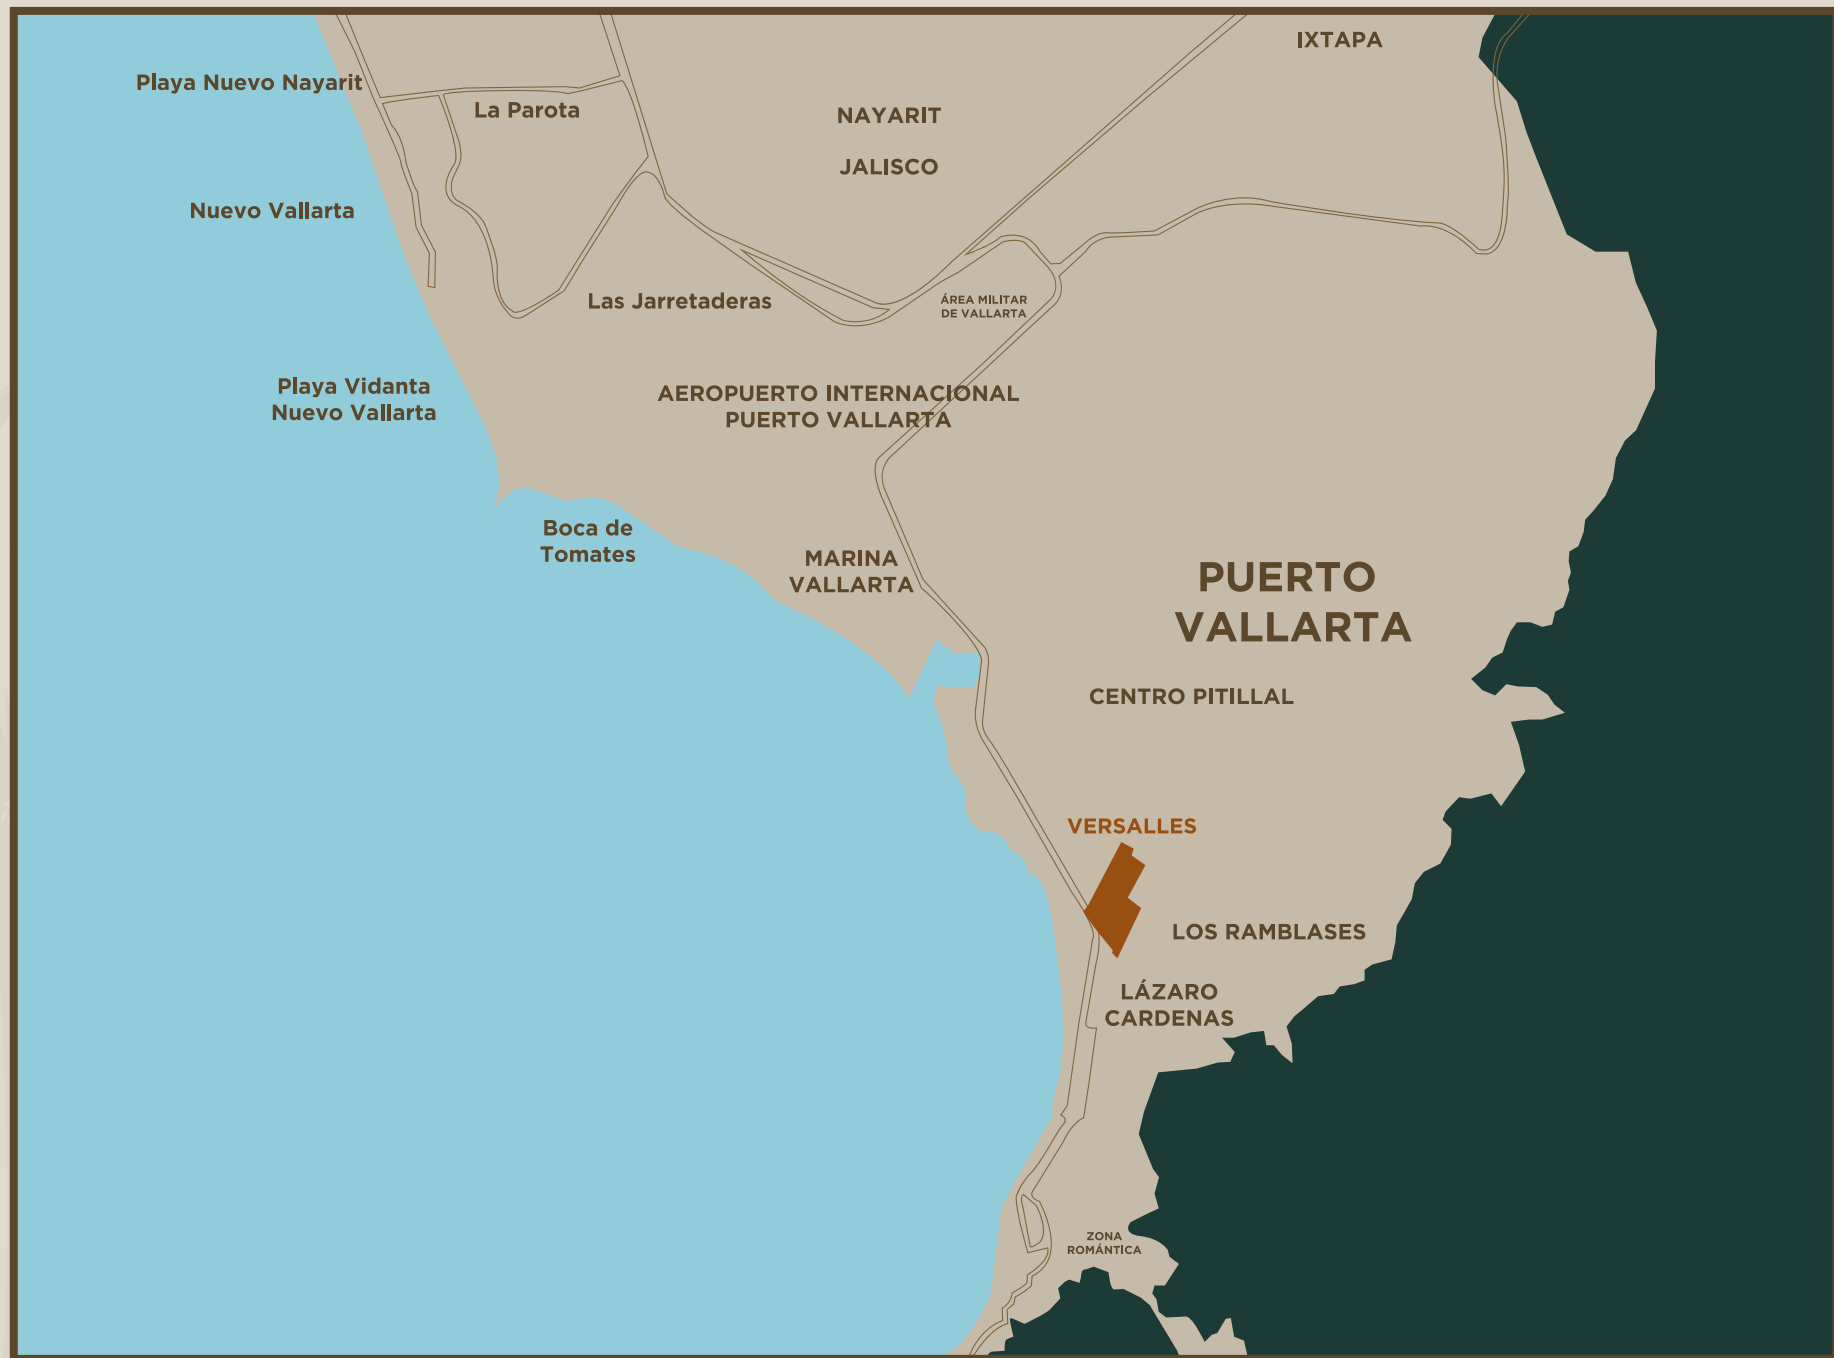 IXTAPA
Playa Nuevo Nayarit
La Parota
NAYARIT
JALISCO
Nuevo Vallarta
Las Jarretaderas
ÁREA MILITAR
DE VALLARTA
Playa Vidanta
Nuevo Vallarta
AEROPUERTO INTERNACIONAL
PUERTO VALLARTA
Boca de
Tomates
MARINA
VALLARTA
PUERTO
VALLARTA
CENTRO PITILLAL
VERSALLES
LOS RAMBLASES
LÁZARO
CARDENAS
ZONA
ROMÁNTICA